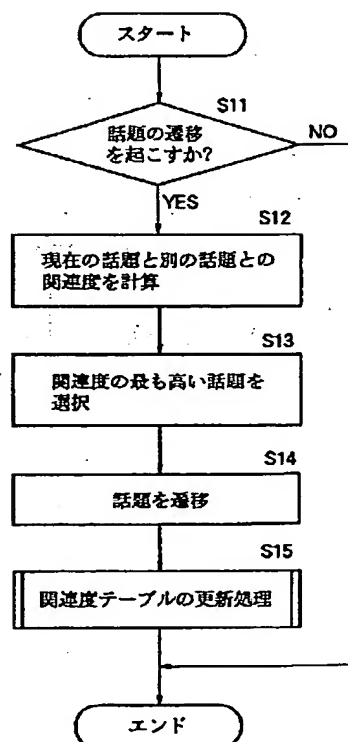 スタート
S11
話題の遷移
を起こすか?
NO
YES
S12
現在の話題と別の話題との
関連度を計算
S13
関連度の最も高い話題を
選択
S14
話題を遷移
S15
関連度テーブルの更新処理
エンド